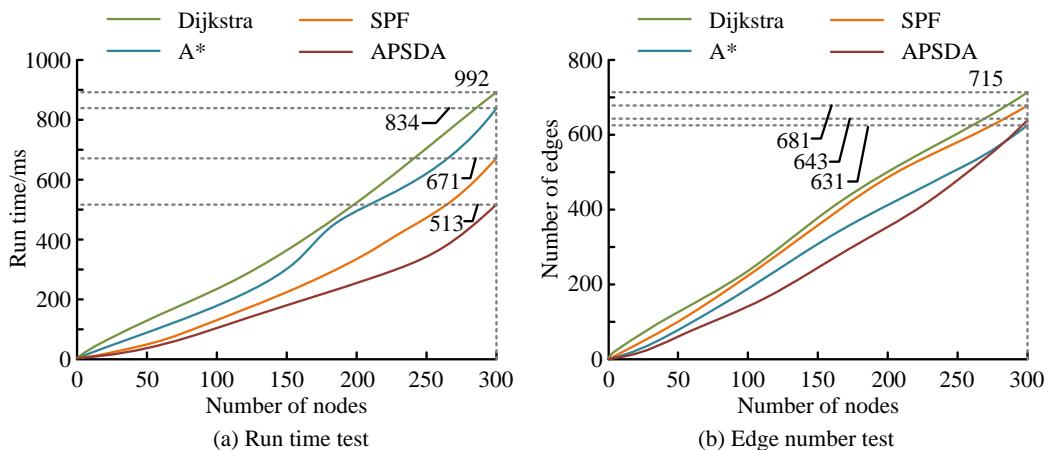 Dijkstra SPF
A* APSDA
1000
800
600
400
200
0
Run time/ms
992
834
671
513
0 50 100 150 200 250 300
Number of nodes
(a) Run time test
Dijkstra SPF
A* APSDA
800
600
400
200
0
Number of edges
715
681
643
631
0 50 100 150 200 250 300
Number of nodes
(b) Edge number test